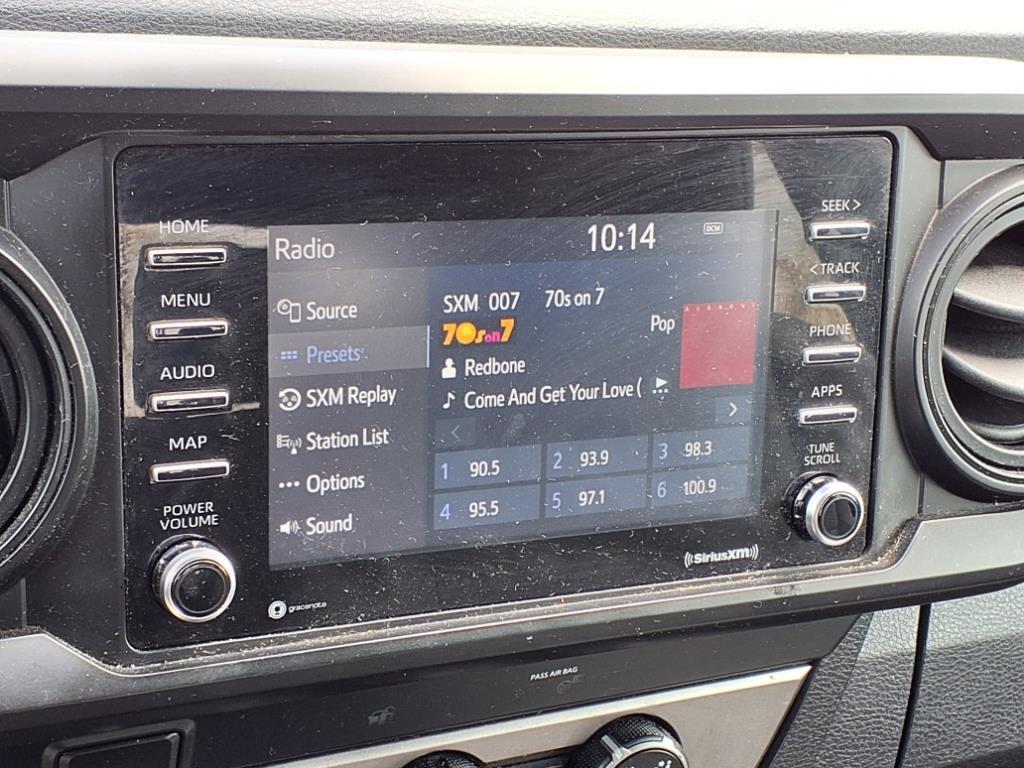 HOME
MENU
AUDIO
MAP
POWER
VOLUME
Radio
10:14
DCM
Source
Presets
SXM Replay
Station List
Options
Sound
SXM 007 70s on 7
70s on 7
Pop
Redbone
Come And Get Your Love (
1 90.5
2 93.9
3 98.3
4 95.5
5 97.1
6 100.9
SEEK >
< TRACK
PHONE
APPS
TUNE
SCROLL
gracenote
((SiriusXM))
PASS AIR BAG